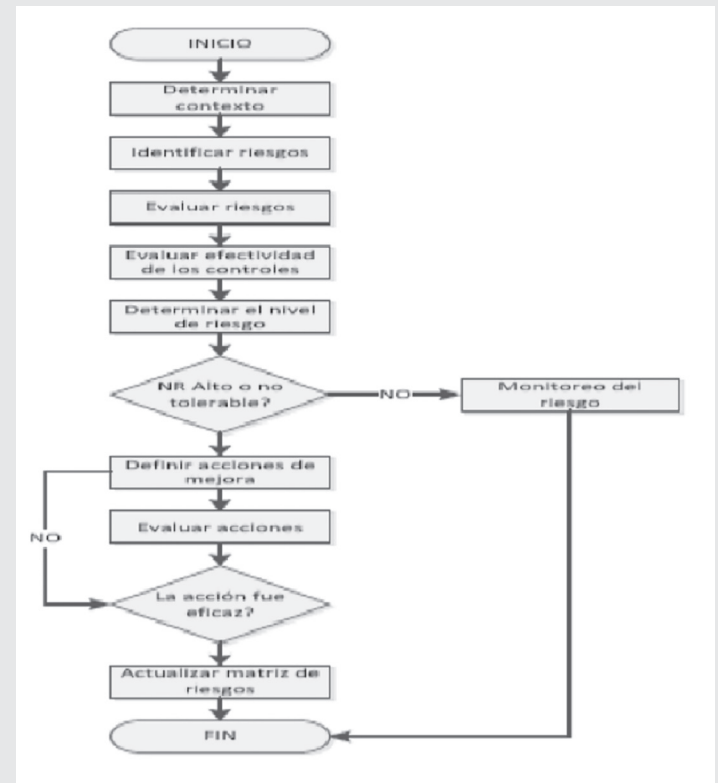 INICIO
Determinar
contexto
Identificar riesgos
Evaluar riesgos
Evaluar efectividad
de los controles
Determinar el nivel
de riesgo
NR Alto o no
tolerable?
NO
Monitoreo del
riesgo
Definir acciones de
mejora
Evaluar acciones
NO
La acción fue
eficaz?
Actualizar matriz de
riesgos
FIN